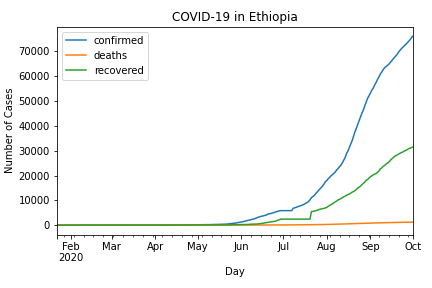 COVID-19 in Ethiopia
confirmed
deaths
recovered
Number of Cases
70000
60000
50000
40000
30000
20000
10000
0
Feb Mar Apr May Jun Jul Aug Sep Oct
2020
Day